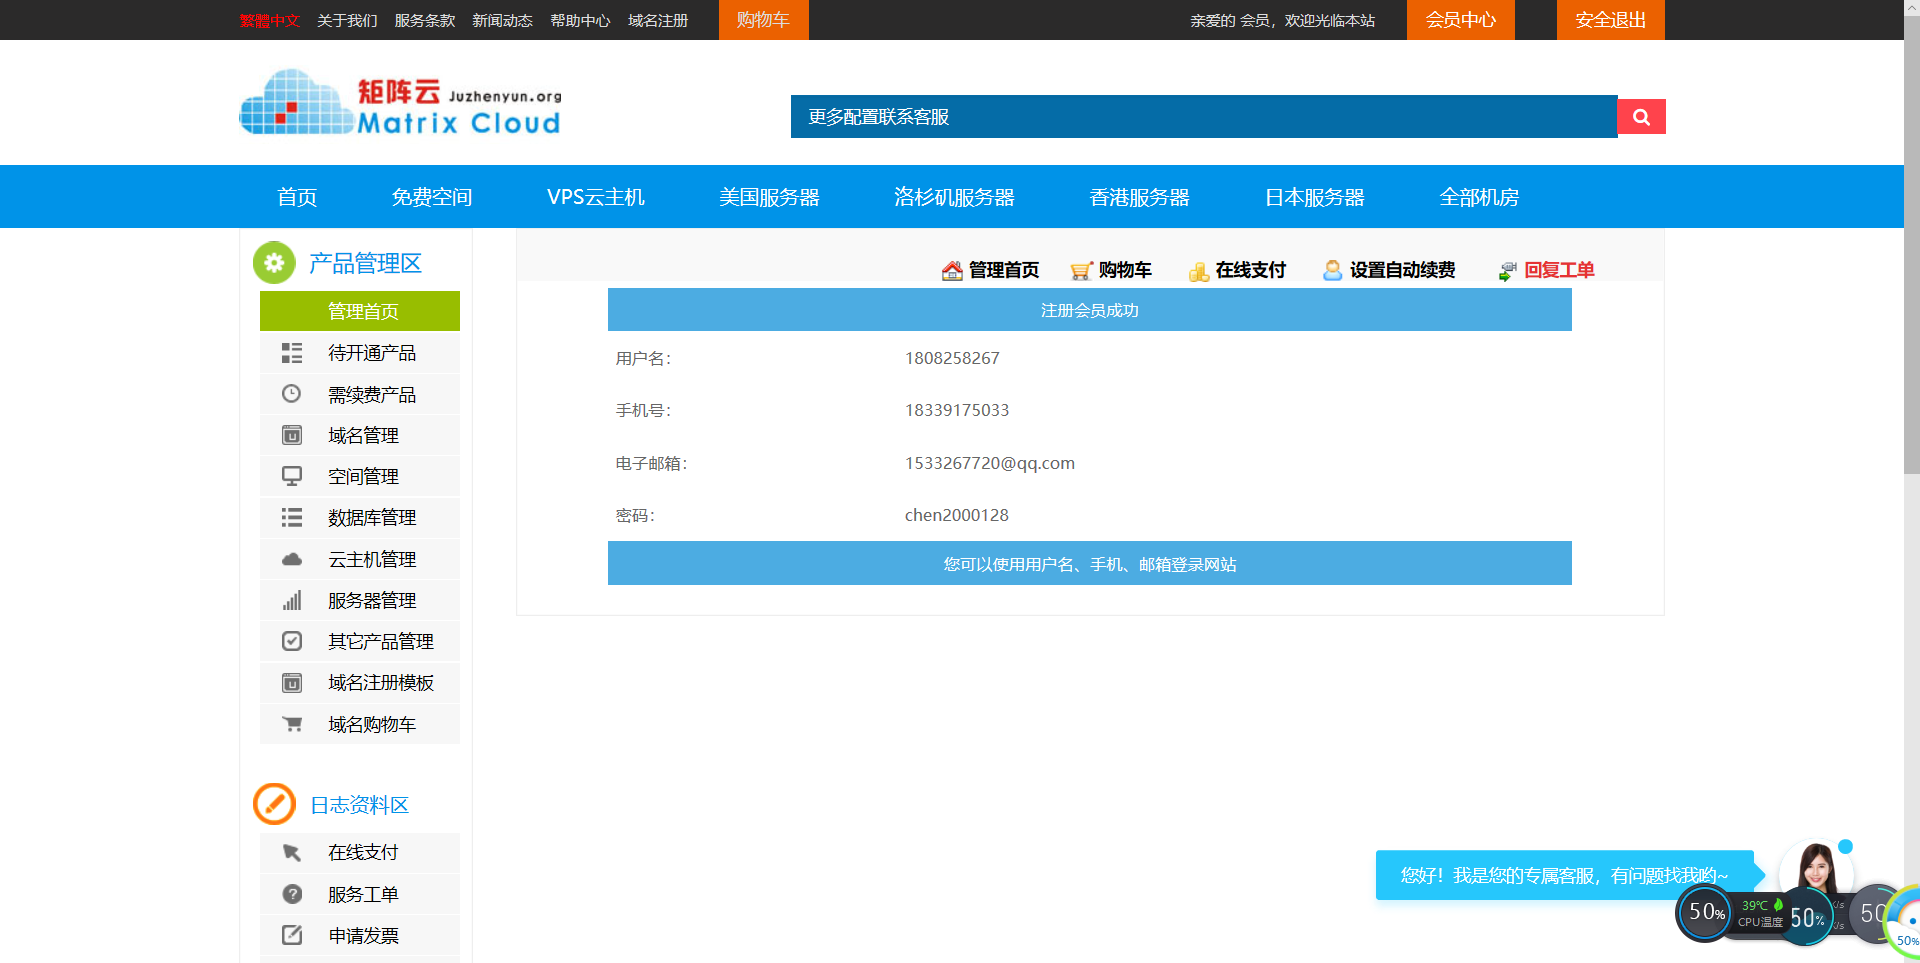 繁體中文 关于我们 服务条款 新闻动态 帮助中心 域名注册 购物车 亲爱的 会员，欢迎光临本站 会员中心 安全退出
矩阵云 Juzhenyun.org
Matrix Cloud
更多配置联系客服
首页 免费空间 VPS云主机 美国服务器 洛杉矶服务器 香港服务器 日本服务器 全部机房
产品管理区
管理首页
待开通产品
需续费产品
域名管理
空间管理
数据库管理
云主机管理
服务器管理
其它产品管理
域名注册模板
域名购物车
日志资料区
在线支付
服务工单
申请发票
管理首页 购物车 在线支付 设置自动续费 回复工单
注册会员成功
用户名： 1808258267
手机号： 18339175033
电子邮箱： 1533267720@qq.com
密码： chen2000128
您可以使用用户名、手机、邮箱登录网站
您好！我是您的专属客服，有问题找我哟~
50% 39℃ 50% 50
CPU温度
50%